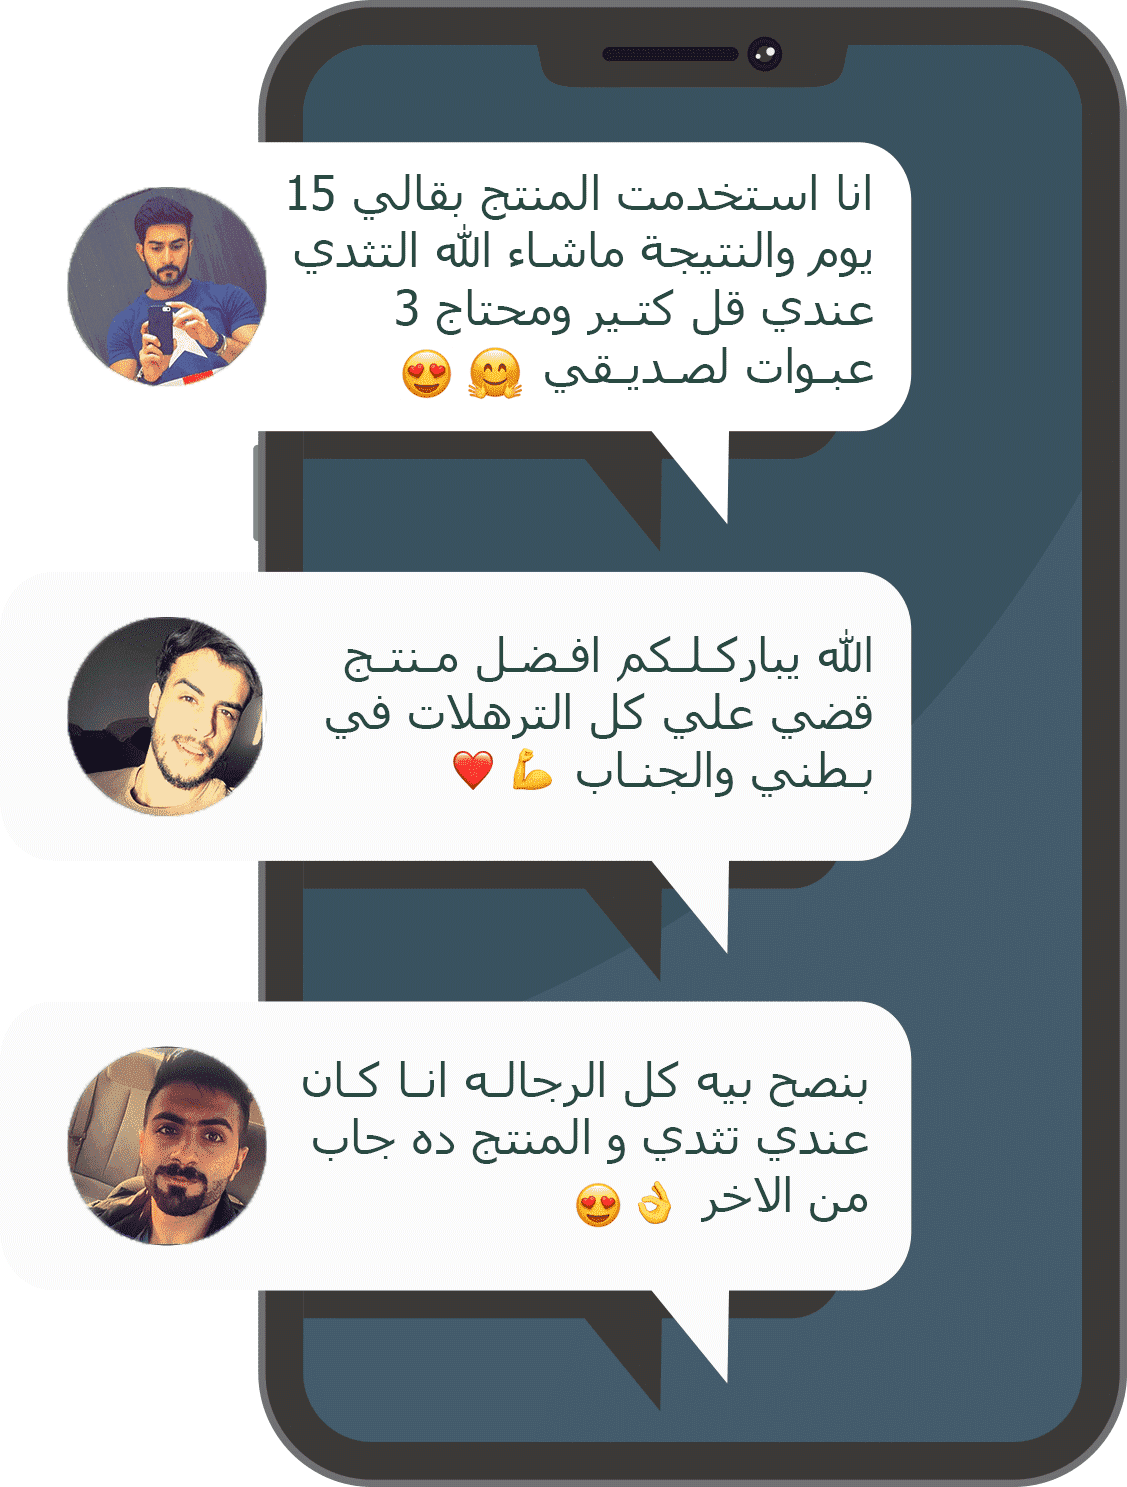 انا استخدمت المنتج بقالي 15
يوم والنتيجة ماشاء الله التثدي
عندي قل كتير ومحتاج 3
عبوات لصديقي 🤗 😍
الله يباركلكم افضل منتج
قضي علي كل الترهلات في
بطني والجناب 💪 ❤️
بنصح بيه كل الرجاله انا كان
عندي تثدي و المنتج ده جاب
من الاخر 👌 😍